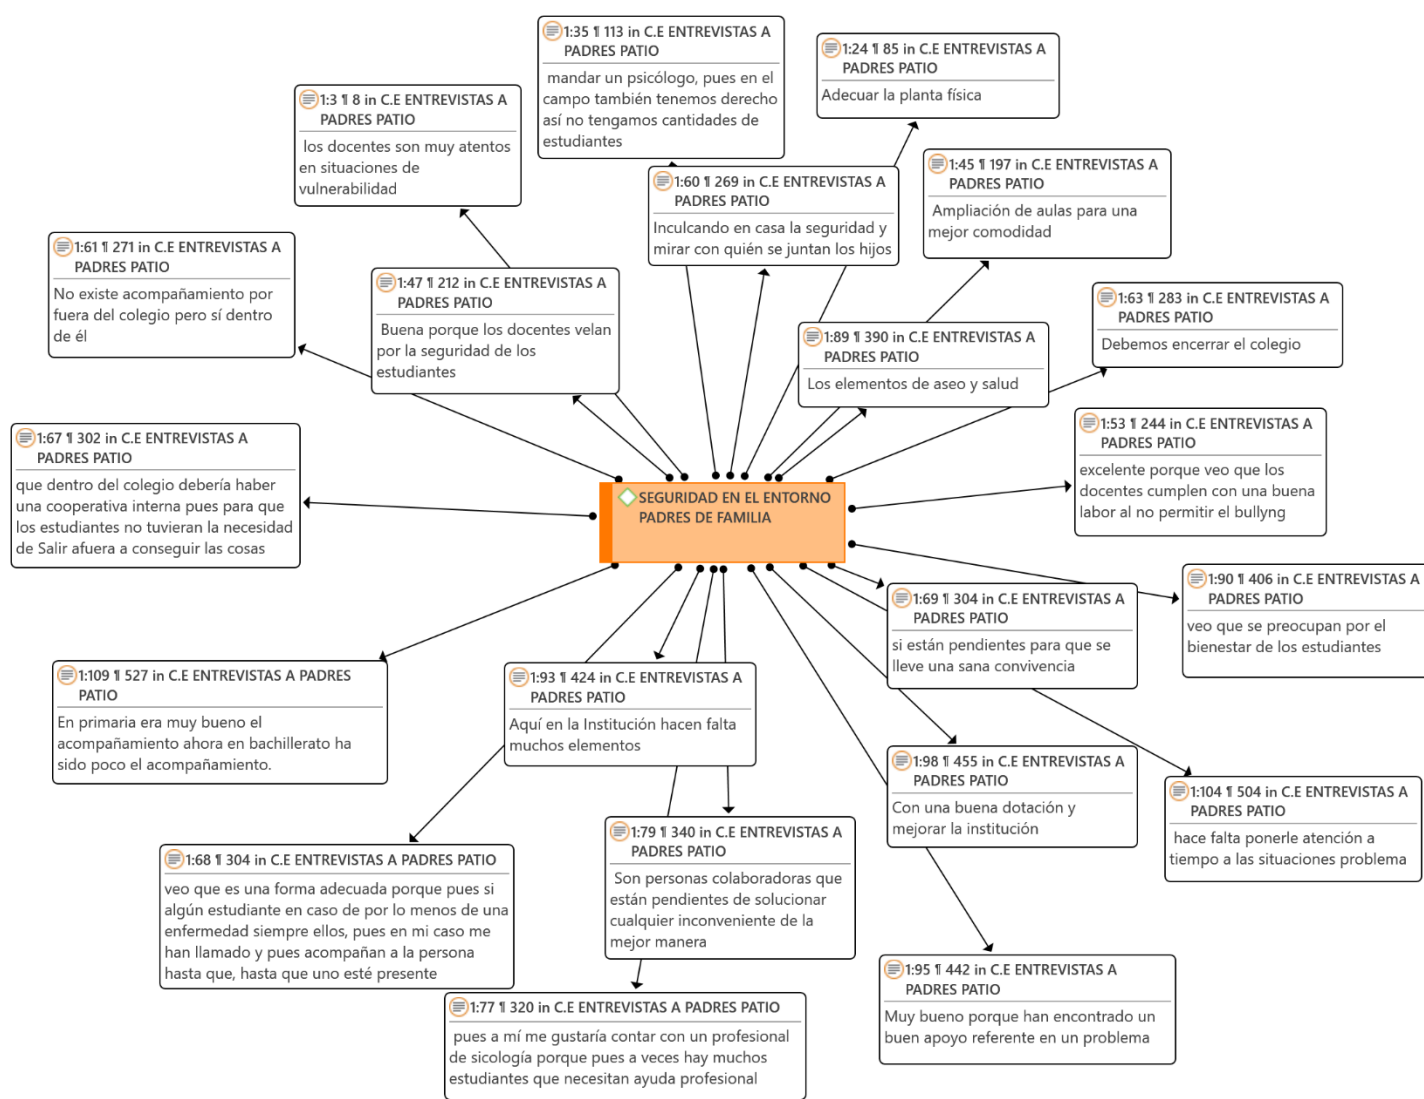 1:35 ¶ 113 in C.E ENTREVISTAS A
PADRES PATIO
mandar un psicólogo, pues en el
campo también tenemos derecho
así no tengamos cantidades de
estudiantes
1:24 ¶ 85 in C.E ENTREVISTAS A
PADRES PATIO
Adecuar la planta física
1:3 ¶ 8 in C.E ENTREVISTAS A
PADRES PATIO
los docentes son muy atentos
en situaciones de
vulnerabilidad
1:60 ¶ 269 in C.E ENTREVISTAS A
PADRES PATIO
Inculcando en casa la seguridad y
mirar con quién se juntan los hijos
1:45 ¶ 197 in C.E ENTREVISTAS A
PADRES PATIO
Ampliación de aulas para una
mejor comodidad
1:61 ¶ 271 in C.E ENTREVISTAS A
PADRES PATIO
No existe acompañamiento por
fuera del colegio pero sí dentro
de él
1:47 ¶ 212 in C.E ENTREVISTAS A
PADRES PATIO
Buena porque los docentes velan
por la seguridad de los
estudiantes
1:63 ¶ 283 in C.E ENTREVISTAS A
PADRES PATIO
Debemos encerrar el colegio
1:89 ¶ 390 in C.E ENTREVISTAS A
PADRES PATIO
Los elementos de aseo y salud
1:67 ¶ 302 in C.E ENTREVISTAS A
PADRES PATIO
que dentro del colegio debería haber
una cooperativa interna pues para que
los estudiantes no tuvieran la necesidad
de Salir afuera a conseguir las cosas
1:53 ¶ 244 in C.E ENTREVISTAS A
PADRES PATIO
excelente porque veo que los
docentes cumplen con una buena
labor al no permitir el bullyng
SEGURIDAD EN EL ENTORNO
PADRES DE FAMILIA
1:90 ¶ 406 in C.E ENTREVISTAS A
PADRES PATIO
veo que se preocupan por el
bienestar de los estudiantes
1:69 ¶ 304 in C.E ENTREVISTAS A
PADRES PATIO
si están pendientes para que se
lleve una sana convivencia
1:109 ¶ 527 in C.E ENTREVISTAS A PADRES
PATIO
En primaria era muy bueno el
acompañamiento ahora en bachillerato ha
sido poco el acompañamiento.
1:93 ¶ 424 in C.E ENTREVISTAS A
PADRES PATIO
Aquí en la Institución hacen falta
muchos elementos
1:98 ¶ 455 in C.E ENTREVISTAS A
PADRES PATIO
Con una buena dotación y
mejorar la institución
1:104 ¶ 504 in C.E ENTREVISTAS A
PADRES PATIO
hace falta ponerle atención a
tiempo a las situaciones problema
1:68 ¶ 304 in C.E ENTREVISTAS A PADRES PATIO
veo que es una forma adecuada porque pues si
algún estudiante en caso de por lo menos de una
enfermedad siempre ellos, pues en mi caso me
han llamado y pues acompañan a la persona
hasta que, hasta que uno esté presente
1:79 ¶ 340 in C.E ENTREVISTAS A
PADRES PATIO
Son personas colaboradoras que
están pendientes de solucionar
cualquier inconveniente de la
mejor manera
1:95 ¶ 442 in C.E ENTREVISTAS A
PADRES PATIO
Muy bueno porque han encontrado un
buen apoyo referente en un problema
1:77 ¶ 320 in C.E ENTREVISTAS A PADRES PATIO
pues a mí me gustaría contar con un profesional
de sicología porque pues a veces hay muchos
estudiantes que necesitan ayuda profesional